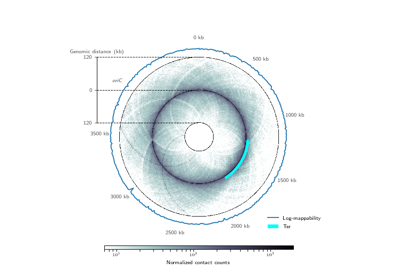 0 kb
Genomic distance (kb)
120
500 kb
oriC
0
1000 kb
120
3500 kb
1500 kb
3000 kb
Log-mappability
Ter
2000 kb
2500 kb
Normalized contact counts